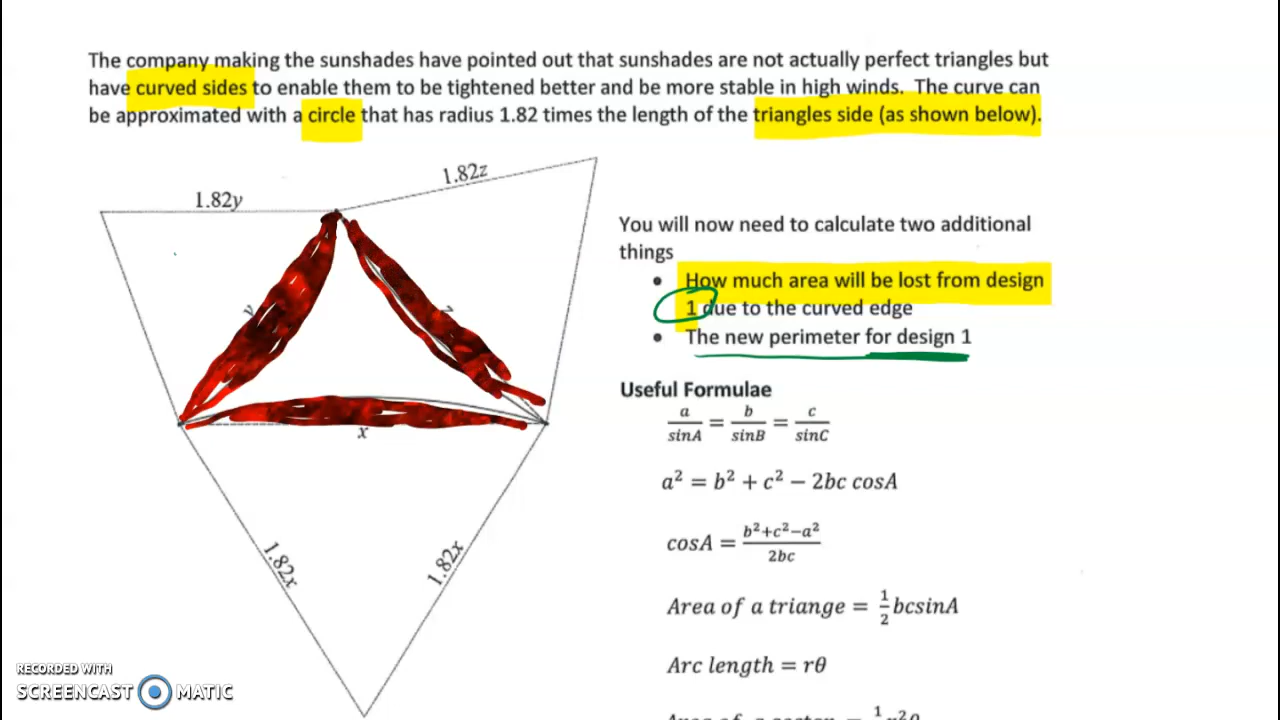 The company making the sunshades have pointed out that sunshades are not actually perfect triangles but
have curved sides to enable them to be tightened better and be more stable in high winds.  The curve can
be approximated with a circle that has radius 1.82 times the length of the triangles side (as shown below).
1.82z
1.82y
You will now need to calculate two additional
things
• How much area will be lost from design
1 due to the curved edge
• The new perimeter for design 1
y
z
x
Useful Formulae
a/sinA = b/sinB = c/sinC
a² = b² + c² − 2bc cosA
cosA = b²+c²−a²/2bc
1.82x
1.82x
Area of a triange = 1/2 bcsinA
Arc length = rθ
RECORDED WITH
SCREENCAST MATIC